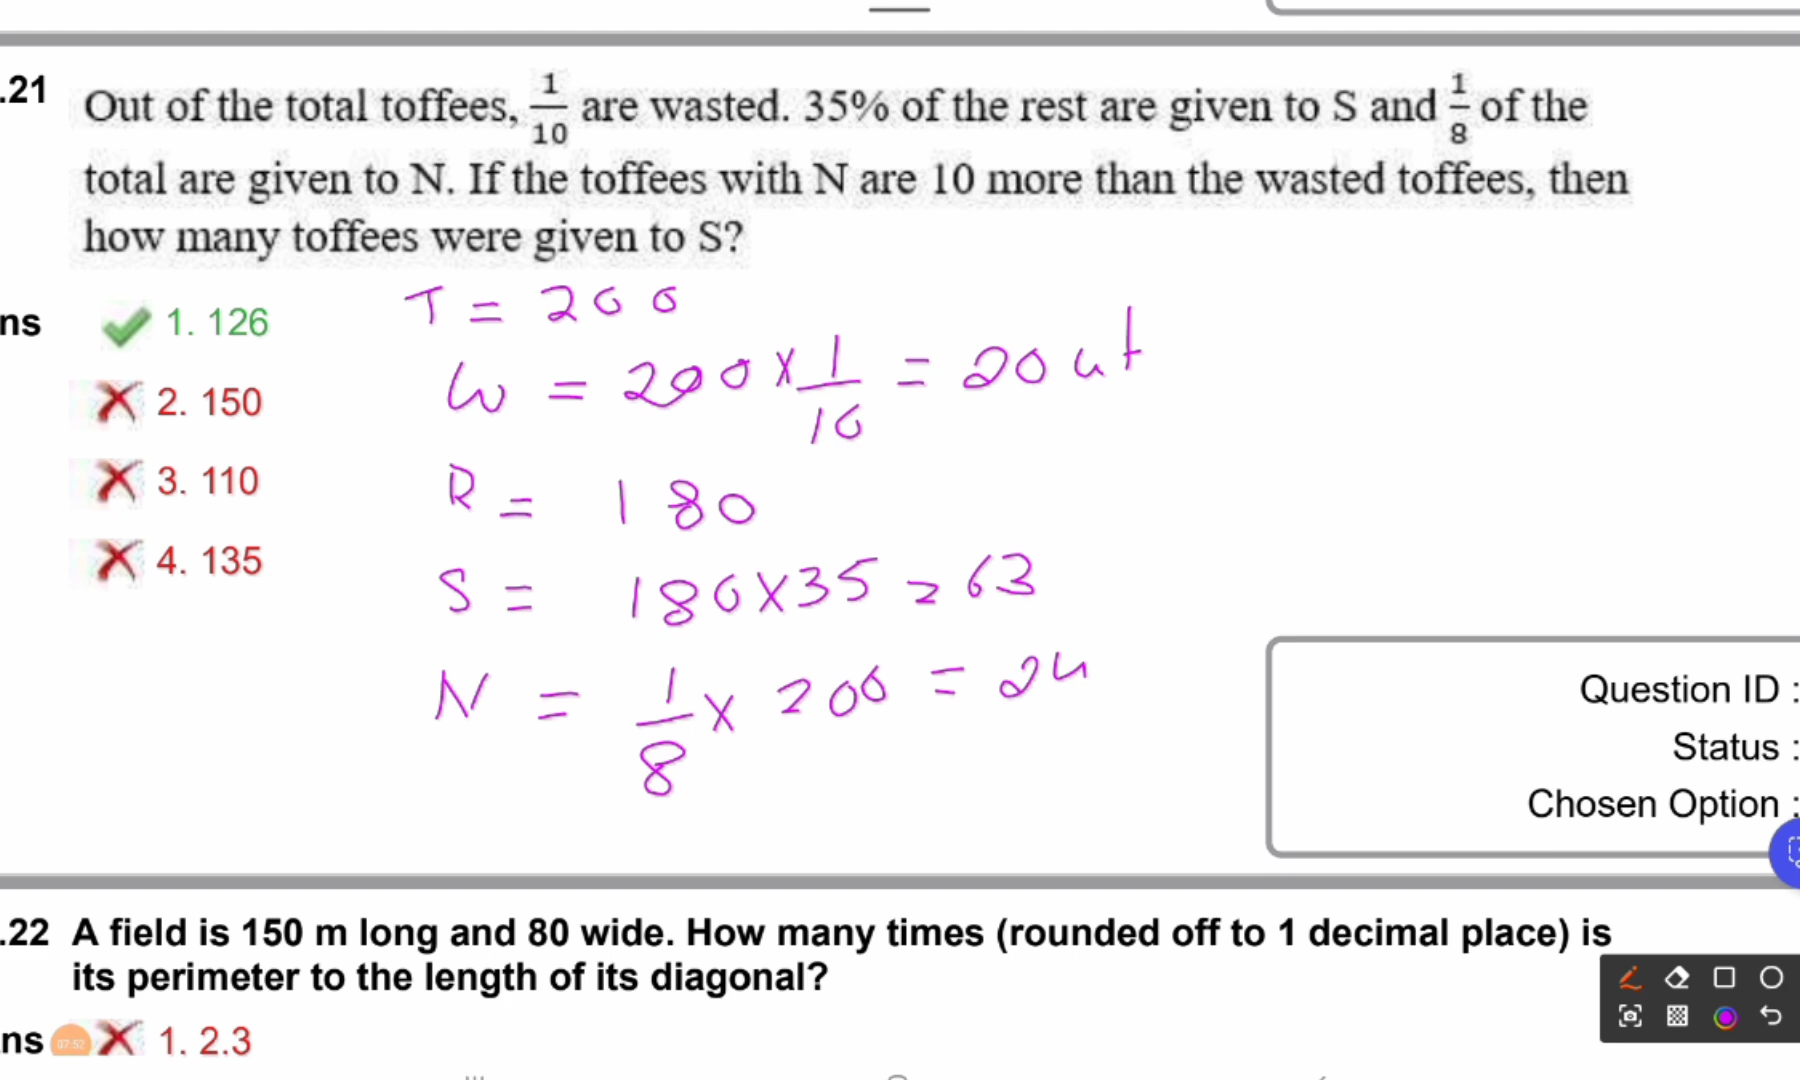 .21 Out of the total toffees, 1/10 are wasted. 35% of the rest are given to S and 1/8 of the
total are given to N. If the toffees with N are 10 more than the wasted toffees, then
how many toffees were given to S?
ns 1. 126
2. 150
3. 110
4. 135
T = 200
W = 200 × 1/10 = 20 ut
R = 180
S = 180×35 = 63
N = 1/8 × 200 = 24
Question ID :
Status :
Chosen Option :
.22 A field is 150 m long and 80 wide. How many times (rounded off to 1 decimal place) is
its perimeter to the length of its diagonal?
ns 07:52 1. 2.3